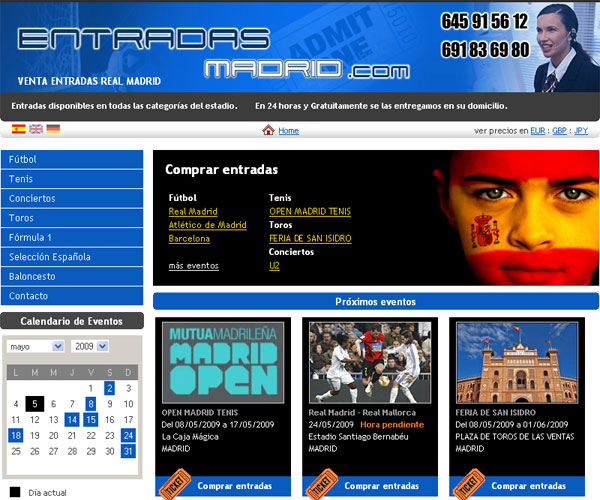 ENTRADAS
MADRID.com
645 91 56 12
691 83 69 80
VENTA ENTRADAS REAL MADRID
ADMIT
ONE
Entradas disponibles en todas las categorías del estadio. En 24 horas y Gratuitamente se las entregamos en su domicilio.
Home
ver precios en EUR : GBP : JPY
Fútbol
Tenis
Conciertos
Toros
Fórmula 1
Selección Española
Baloncesto
Contacto
Calendario de Eventos
mayo 2009
L M M J V S D
1 2 3
4 5 6 7 8 9 10
11 12 13 14 15 16 17
18 19 20 21 22 23 24
25 26 27 28 29 30 31
Día actual
Comprar entradas
Fútbol
Real Madrid
Atlético de Madrid
Barcelona
más eventos
Tenis
OPEN MADRID TENIS
Toros
FERIA DE SAN ISIDRO
Conciertos
U2
Próximos eventos
MUTUAMADRILEÑA
MADRID
OPEN
OPEN MADRID TENIS
Del 08/05/2009 a 17/05/2009
La Caja Mágica
MADRID
TICKET
Comprar entradas
Real Madrid - Real Mallorca
24/05/2009 Hora pendiente
Estadio Santiago Bernabéu
MADRID
TICKET
Comprar entradas
FERIA DE SAN ISIDRO
Del 08/05/2009 a 01/06/2009
PLAZA DE TOROS DE LAS VENTAS
MADRID
TICKET
Comprar entradas